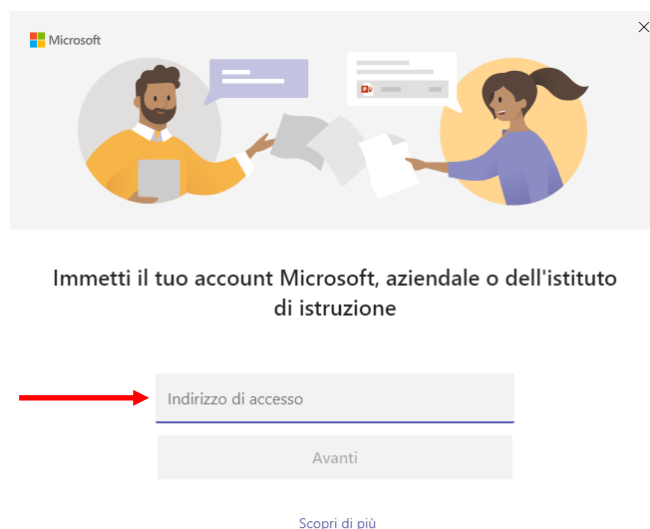 Microsoft
Immetti il tuo account Microsoft, aziendale o dell'istituto
di istruzione
Indirizzo di accesso
Avanti
Scopri di più